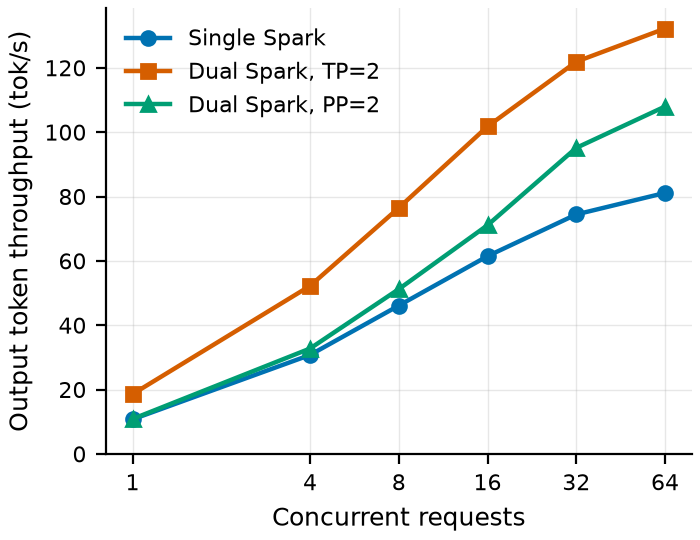 Output token throughput (tok/s)
120
100
80
60
40
20
0
Single Spark
Dual Spark, TP=2
Dual Spark, PP=2
1 4 8 16 32 64
Concurrent requests